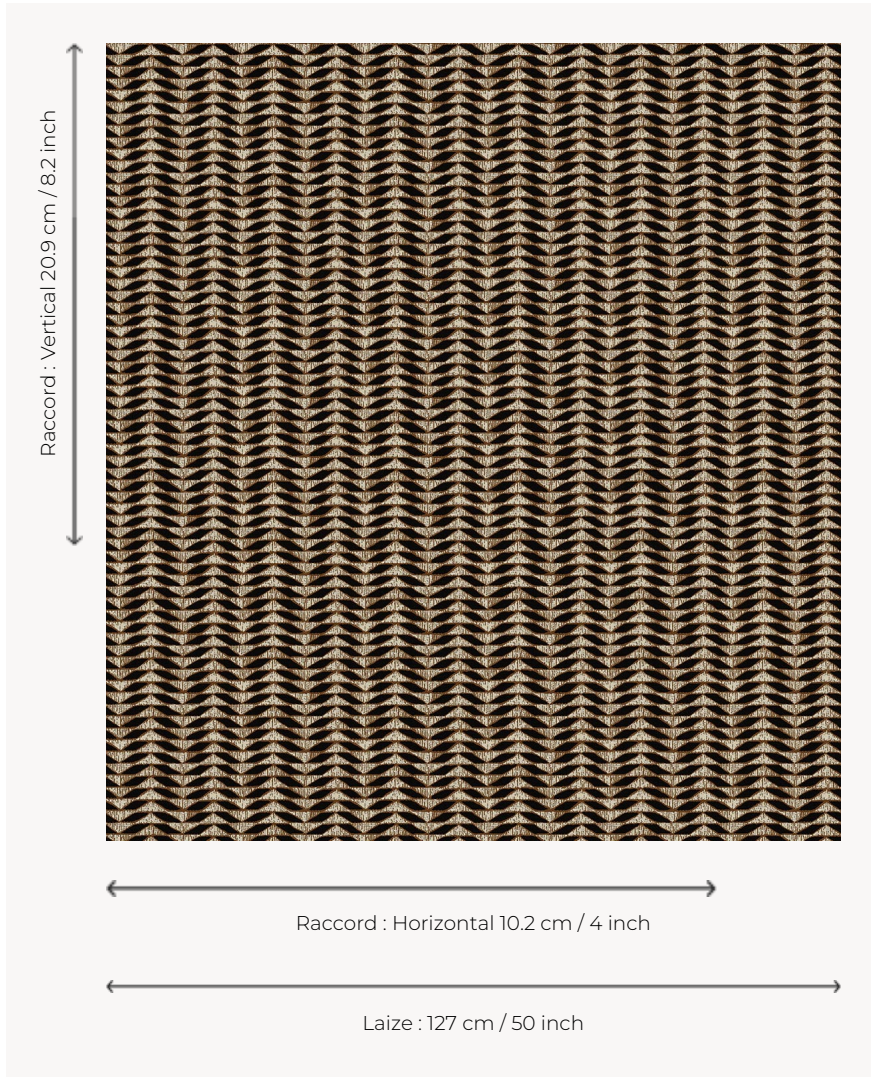 Raccord : Vertical 20.9 cm / 8.2 inch
Raccord : Horizontal 10.2 cm / 4 inch
Laize : 127 cm / 50 inch